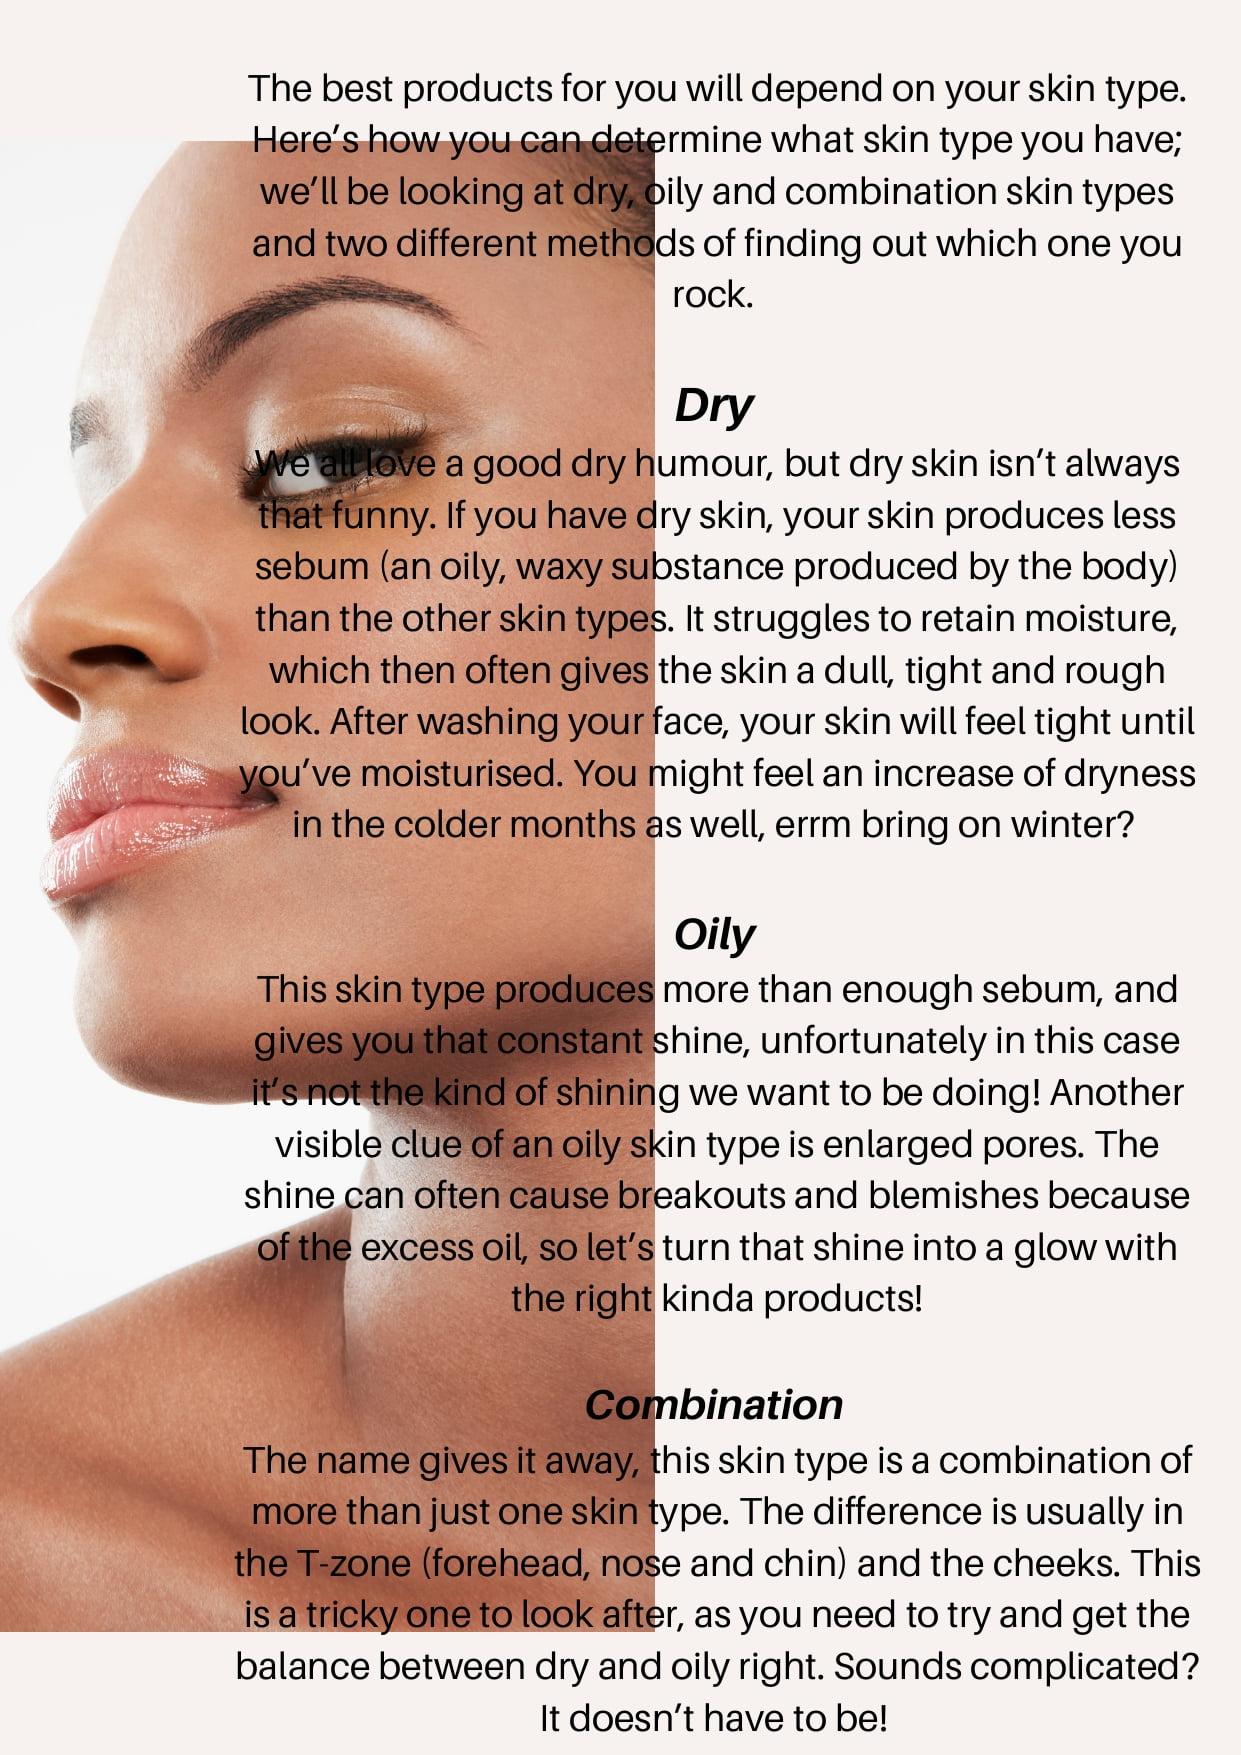 The best products for you will depend on your skin type.
Here’s how you can determine what skin type you have;
we’ll be looking at dry, oily and combination skin types
and two different methods of finding out which one you
rock.
Dry
We all love a good dry humour, but dry skin isn’t always
that funny. If you have dry skin, your skin produces less
sebum (an oily, waxy substance produced by the body)
than the other skin types. It struggles to retain moisture,
which then often gives the skin a dull, tight and rough
look. After washing your face, your skin will feel tight until
you’ve moisturised. You might feel an increase of dryness
in the colder months as well, errm bring on winter?
Oily
This skin type produces more than enough sebum, and
gives you that constant shine, unfortunately in this case
it’s not the kind of shining we want to be doing! Another
visible clue of an oily skin type is enlarged pores. The
shine can often cause breakouts and blemishes because
of the excess oil, so let’s turn that shine into a glow with
the right kinda products!
Combination
The name gives it away, this skin type is a combination of
more than just one skin type. The difference is usually in
the T-zone (forehead, nose and chin) and the cheeks. This
is a tricky one to look after, as you need to try and get the
balance between dry and oily right. Sounds complicated?
It doesn’t have to be!